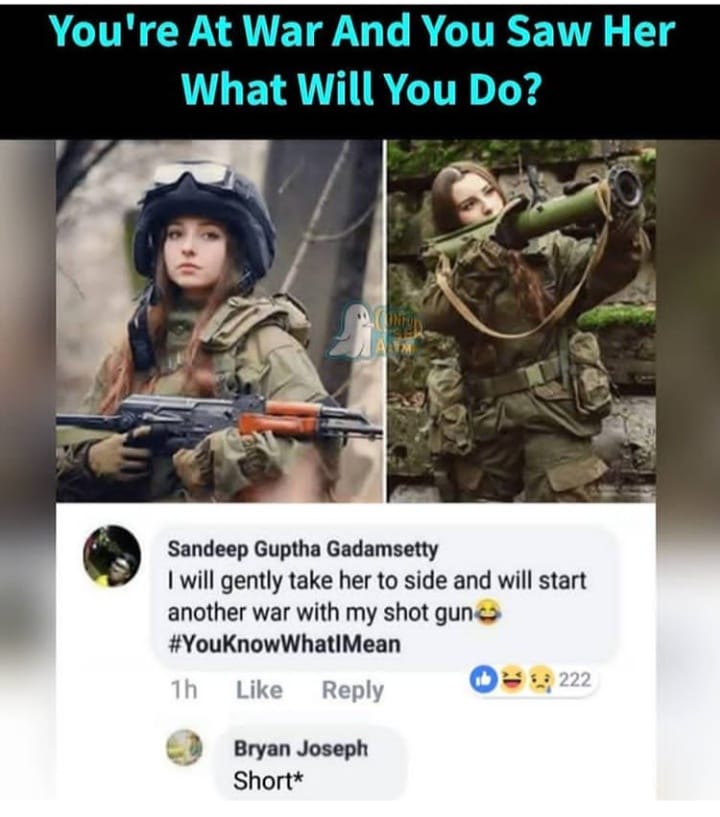 You're At War And You Saw Her
What Will You Do?
Sandeep Guptha Gadamsetty
I will gently take her to side and will start
another war with my shot gun😂
#YouKnowWhatIMean
1h Like Reply 222
Bryan Joseph
Short*